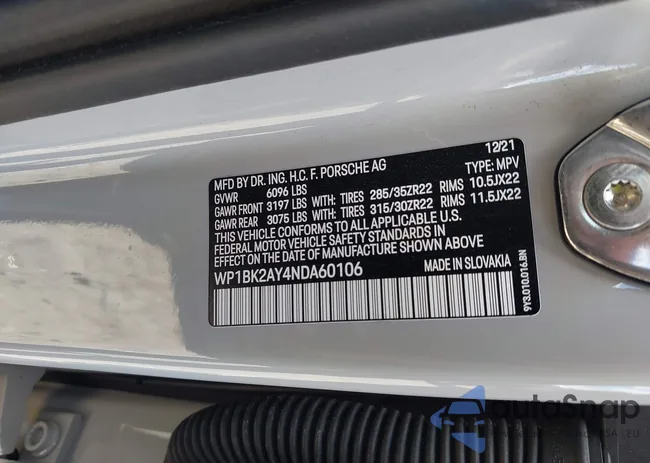 MFD BY DR. ING. H.C. F. PORSCHE AG 12/21
GVWR 6096 LBS TYPE: MPV
GAWR FRONT 3197 LBS WITH: TIRES 285/35ZR22 RIMS 10.5JX22
GAWR REAR 3075 LBS WITH: TIRES 315/30ZR22 RIMS 11.5JX22
THIS VEHICLE CONFORMS TO ALL APPLICABLE U.S.
FEDERAL MOTOR VEHICLE SAFETY STANDARDS IN
EFFECT ON THE DATE OF MANUFACTURE SHOWN ABOVE
WP1BK2AY4NDA60106 MADE IN SLOVAKIA
9Y3.010.016.BN
autoSnap